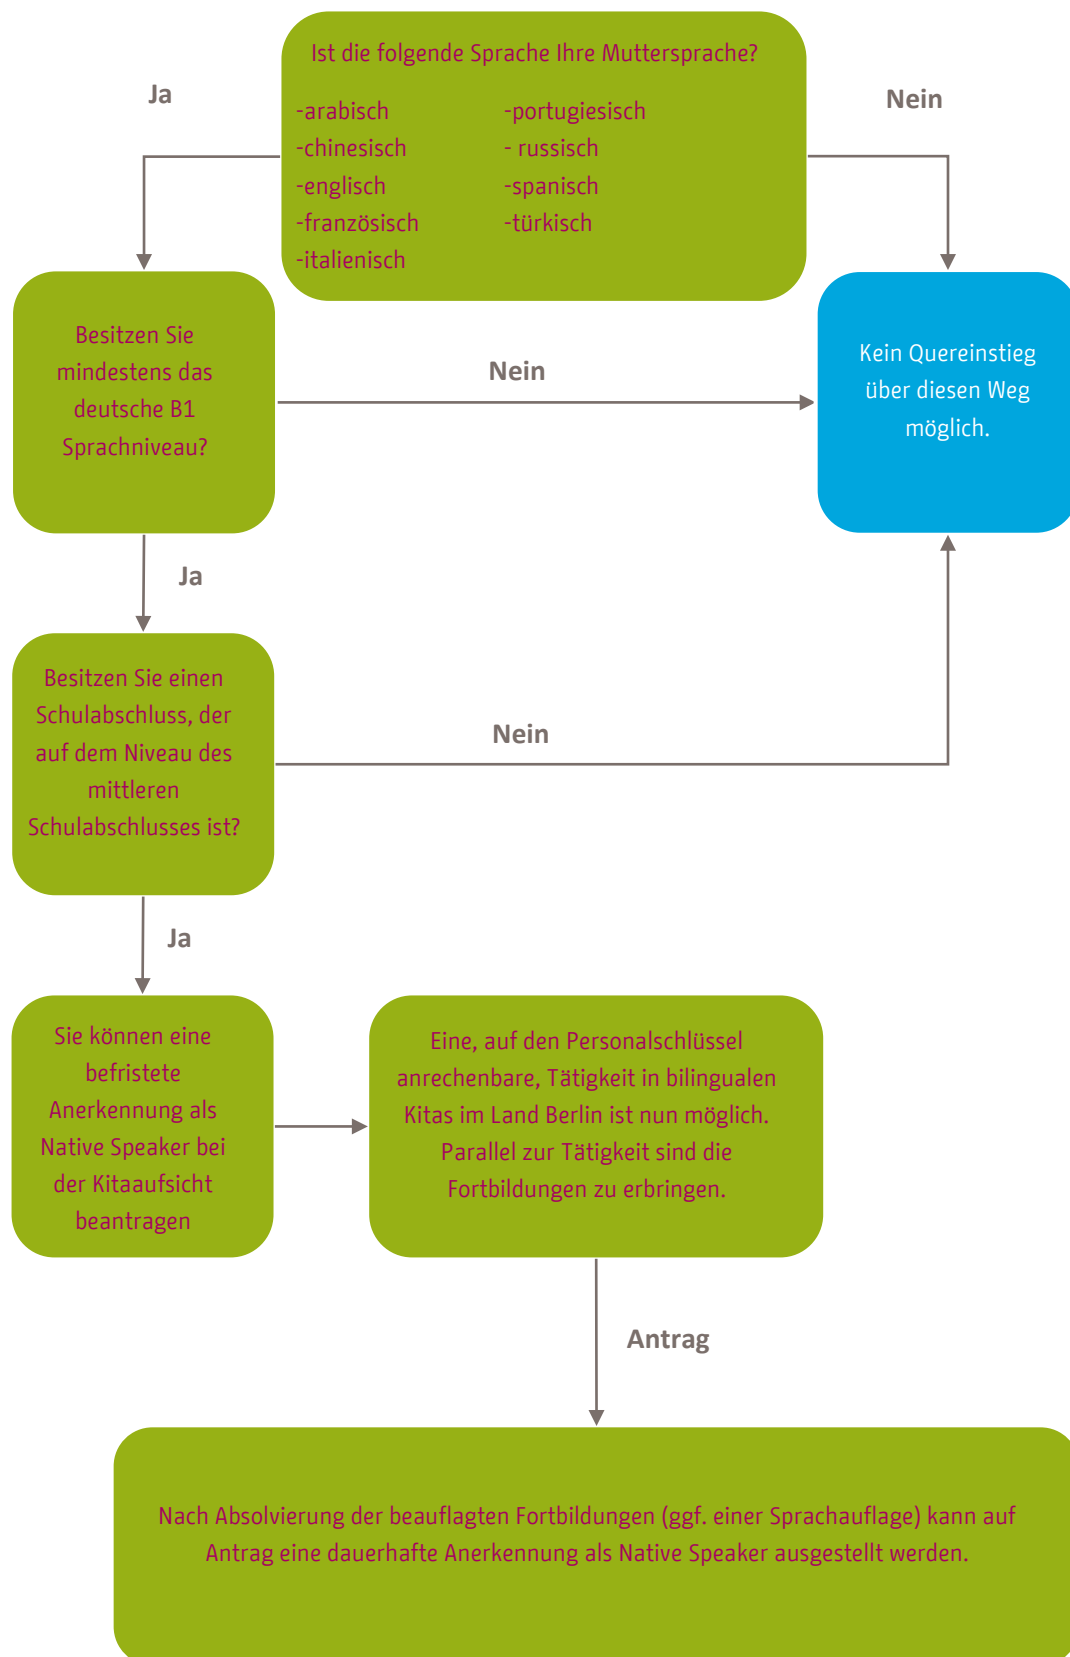 Ist die folgende Sprache Ihre Muttersprache?
Ja
Nein
-arabisch
-chinesisch
-englisch
-französisch
-italienisch
-portugiesisch
- russisch
-spanisch
-türkisch
Besitzen Sie
mindestens das
deutsche B1
Sprachniveau?
Nein
Kein Quereinstieg
über diesen Weg
möglich.
Ja
Besitzen Sie einen
Schulabschluss, der
auf dem Niveau des
mittleren
Schulabschlusses ist?
Nein
Ja
Sie können eine
befristete
Anerkennung als
Native Speaker bei
der Kitaaufsicht
beantragen
Eine, auf den Personalschlüssel
anrechenbare, Tätigkeit in bilingualen
Kitas im Land Berlin ist nun möglich.
Parallel zur Tätigkeit sind die
Fortbildungen zu erbringen.
Antrag
Nach Absolvierung der beauflagten Fortbildungen (ggf. einer Sprachauflage) kann auf
Antrag eine dauerhafte Anerkennung als Native Speaker ausgestellt werden.